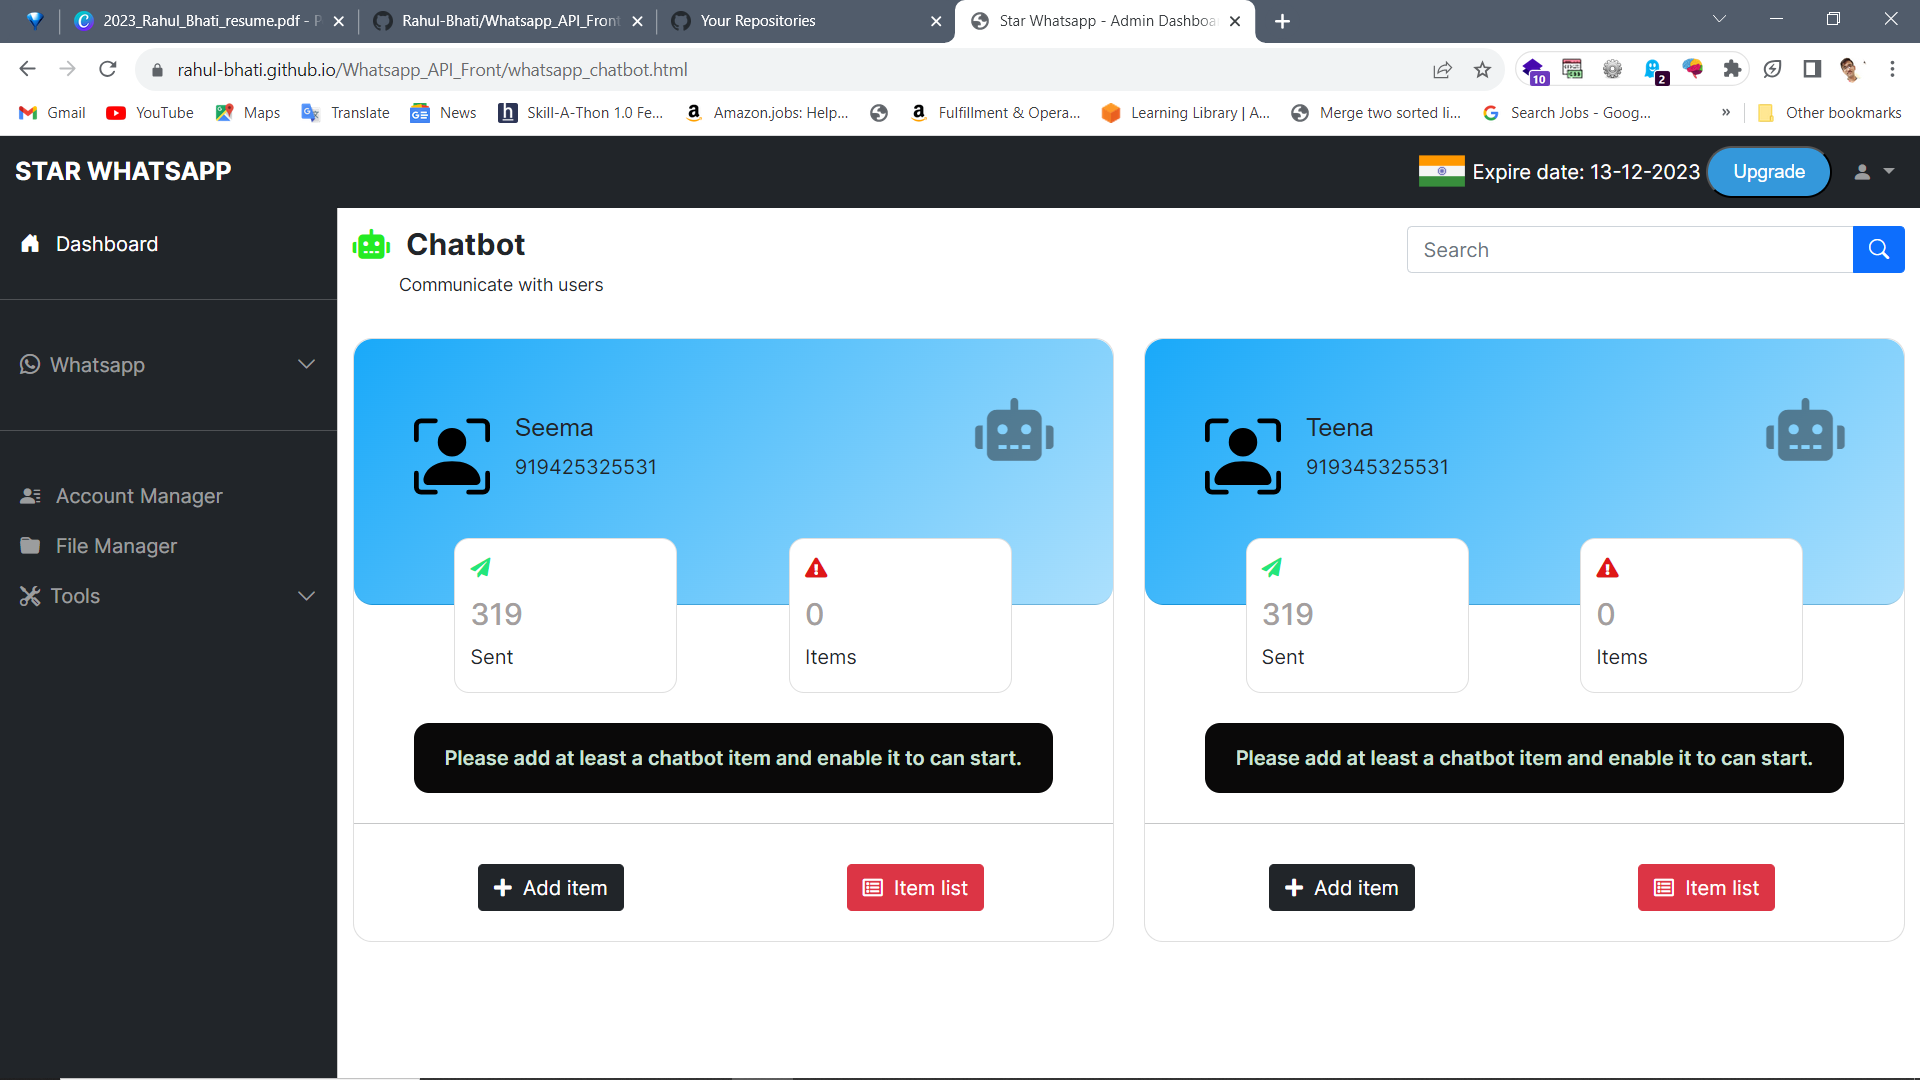 2023_Rahul_Bhati_resume.pdf - P
Rahul-Bhati/Whatsapp_API_Front
Your Repositories
Star Whatsapp - Admin Dashboa
rahul-bhati.github.io/Whatsapp_API_Front/whatsapp_chatbot.html
10
2
Gmail
YouTube
Maps
Translate
News
Skill-A-Thon 1.0 Fe...
Amazon.jobs: Help...
Fulfillment & Opera...
Learning Library | A...
Merge two sorted li...
Search Jobs - Goog...
»
Other bookmarks
STAR WHATSAPP
Expire date: 13-12-2023
Upgrade
Dashboard
Whatsapp
Account Manager
File Manager
Tools
Chatbot
Communicate with users
Search
Seema
919425325531
319
Sent
0
Items
Please add at least a chatbot item and enable it to can start.
Add item
Item list
Teena
919345325531
319
Sent
0
Items
Please add at least a chatbot item and enable it to can start.
Add item
Item list